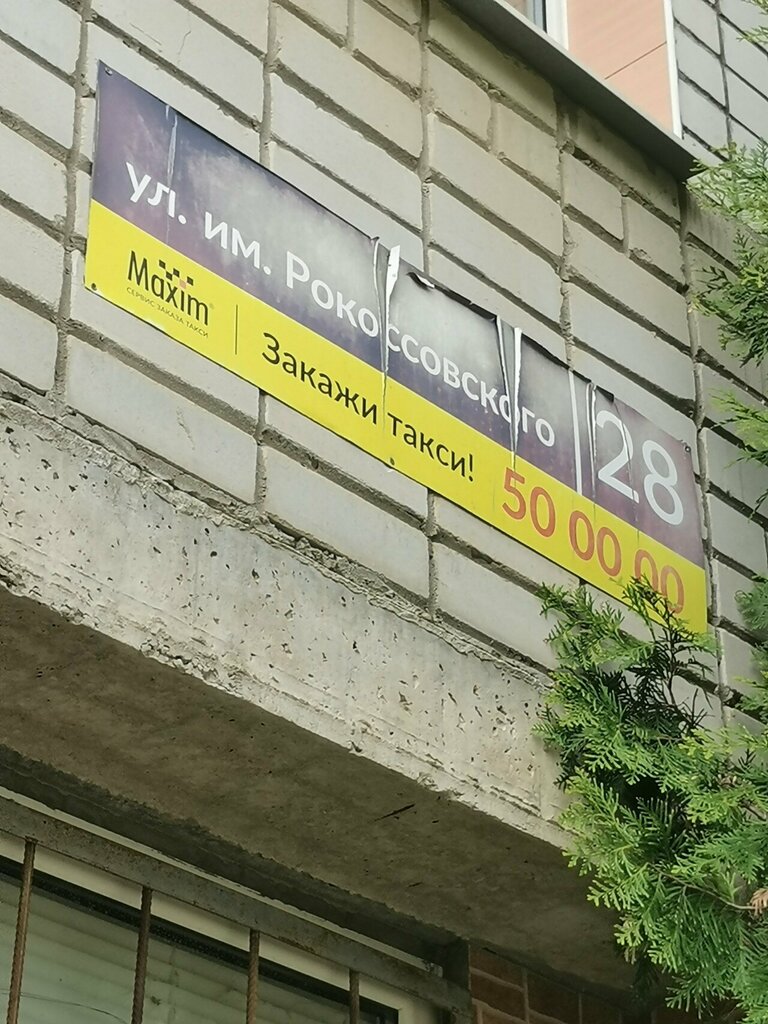 ул. им. Рокоссовского 28
Maxim
СЕРВИС ЗАКАЗА ТАКСИ
Закажи такси! 50 00 00